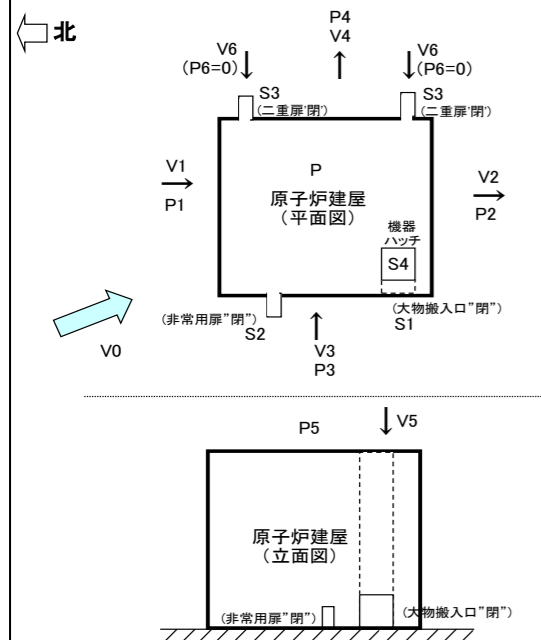 北
P4
V4
V6
(P6=0)
V6
(P6=0)
S3
(二重扉'閉')
S3
(二重扉'閉')
V1
P1
P
原子炉建屋
(平面図)
V2
P2
機器
ハッチ
S4
(非常用扉"閉")
S2
(大物搬入口"閉")
S1
V0
V3
P3
P5
V5
原子炉建屋
(立面図)
(非常用扉"閉")
(大物搬入口"閉")